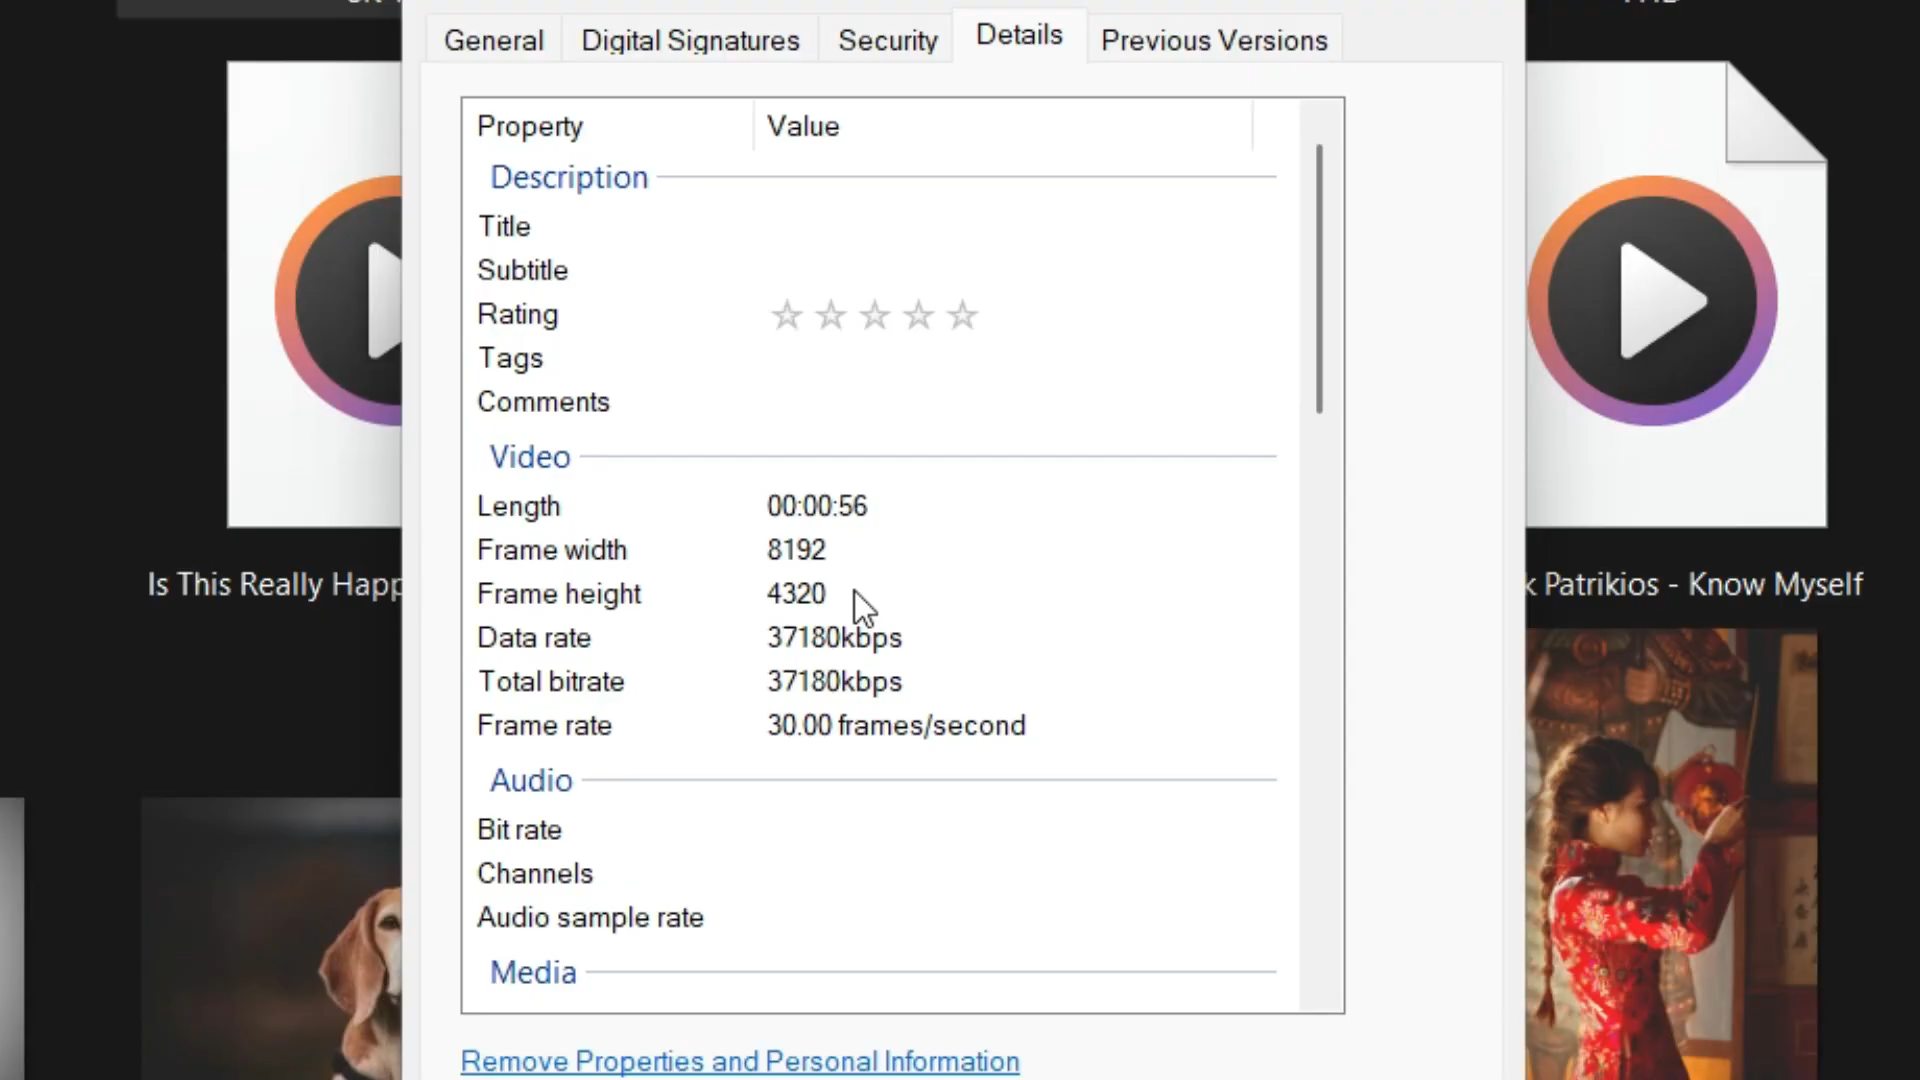 General
Digital Signatures
Security
Details
Previous Versions
Property
Value
Description
Title
Subtitle
Rating
Tags
Comments
Video
Length 00:00:56
Frame width 8192
Frame height 4320
Data rate 37180kbps
Total bitrate 37180kbps
Frame rate 30.00 frames/second
Audio
Bit rate
Channels
Audio sample rate
Media
Remove Properties and Personal Information
Is This Really Happ
k Patrikios - Know Myself